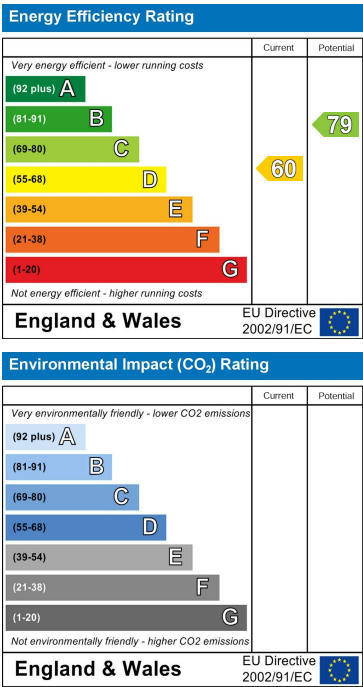 Energy Efficiency Rating
Current Potential
Very energy efficient - lower running costs
(92 plus) A
(81-91) B
(69-80) C
(55-68) D
(39-54) E
(21-38) F
(1-20) G
60
79
Not energy efficient - higher running costs
England & Wales
EU Directive
2002/91/EC
Environmental Impact (CO₂) Rating
Current Potential
Very environmentally friendly - lower CO2 emissions
(92 plus) A
(81-91) B
(69-80) C
(55-68) D
(39-54) E
(21-38) F
(1-20) G
Not environmentally friendly - higher CO2 emissions
England & Wales
EU Directive
2002/91/EC